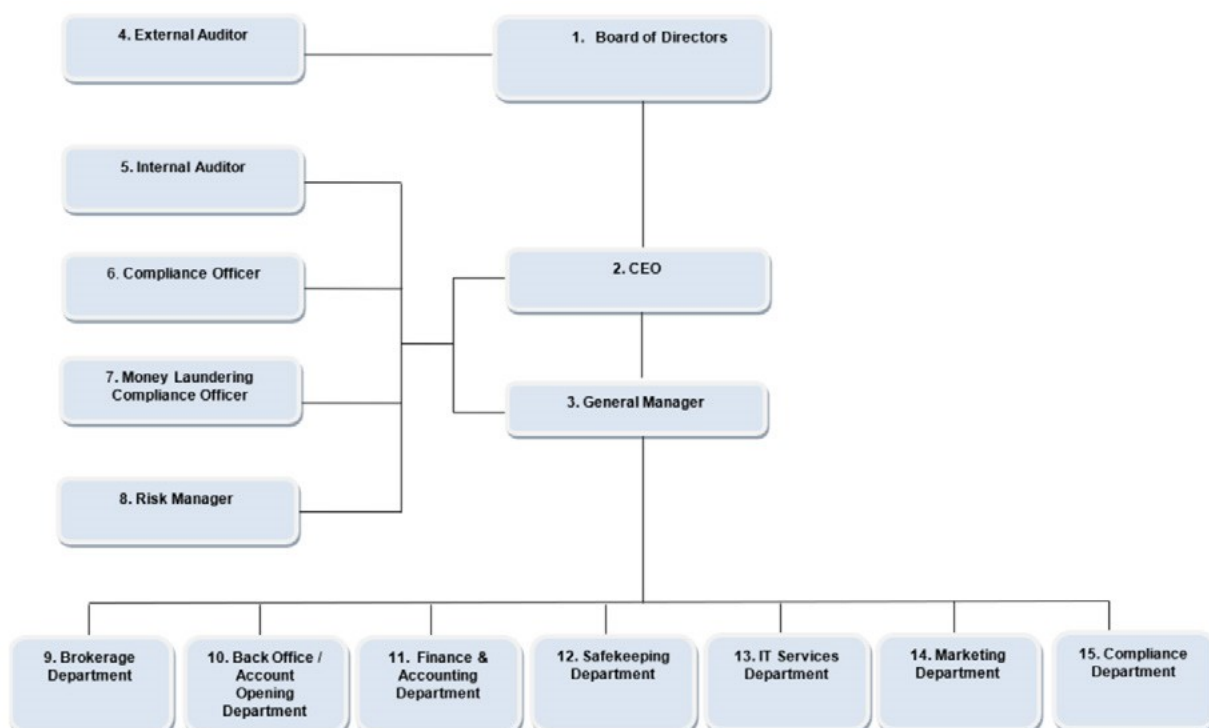 4. External Auditor
1. Board of Directors
5. Internal Auditor
6. Compliance Officer
2. CEO
7. Money Laundering
Compliance Officer
3. General Manager
8. Risk Manager
9. Brokerage
Department
10. Back Office /
Account
Opening
Department
11. Finance &
Accounting
Department
12. Safekeeping
Department
13. IT Services
Department
14. Marketing
Department
15. Compliance
Department